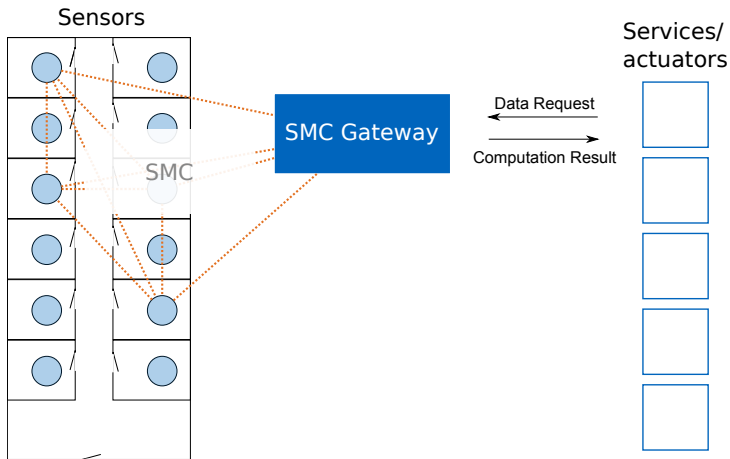 Sensors
Services/
actuators
SMC Gateway
Data Request
Computation Result
SMC